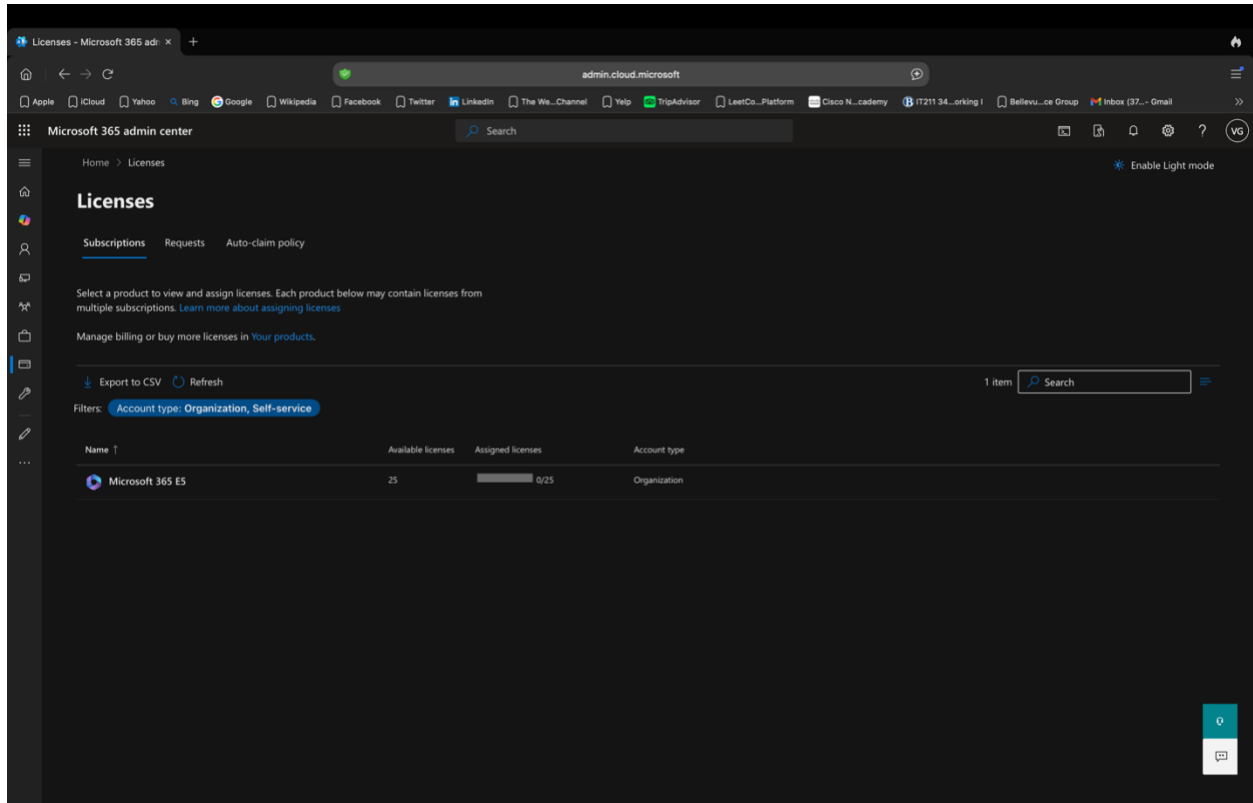 Licenses - Microsoft 365 adr
admin.cloud.microsoft
Apple iCloud Yahoo Bing Google Wikipedia Facebook Twitter LinkedIn The We...Channel Yelp TripAdvisor LeetCo...Platform Cisco N...cademy IT211 34...orking I Bellevu...ce Group Inbox (37... - Gmail
Microsoft 365 admin center Search ? VG
Home > Licenses Enable Light mode
Licenses
Subscriptions Requests Auto-claim policy
Select a product to view and assign licenses. Each product below may contain licenses from
multiple subscriptions. Learn more about assigning licenses
Manage billing or buy more licenses in Your products.
Export to CSV Refresh 1 item Search
Filters: Account type: Organization, Self-service
Name ↑ Available licenses Assigned licenses Account type
Microsoft 365 E5 25 0/25 Organization